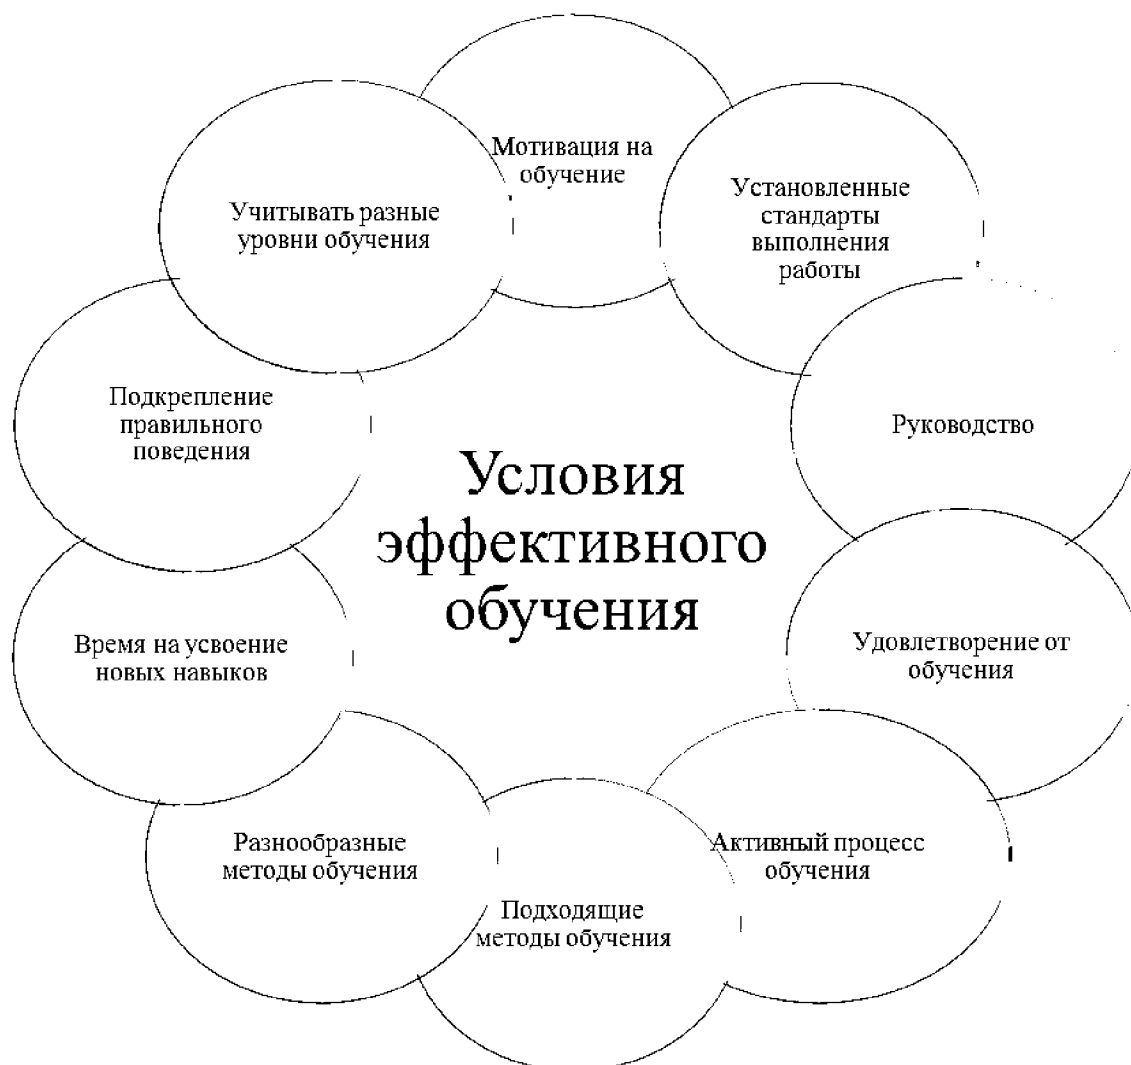 Мотивация на
обучение
Установленные
стандарты
выполнения
работы
Руководство
Удовлетворение от
обучения
Активный процесс
обучения
Подходящие
методы обучения
Разнообразные
методы обучения
Время на усвоение
новых навыков
Подкрепление
правильного
поведения
Учитывать разные
уровни обучения
Условия
эффективного
обучения